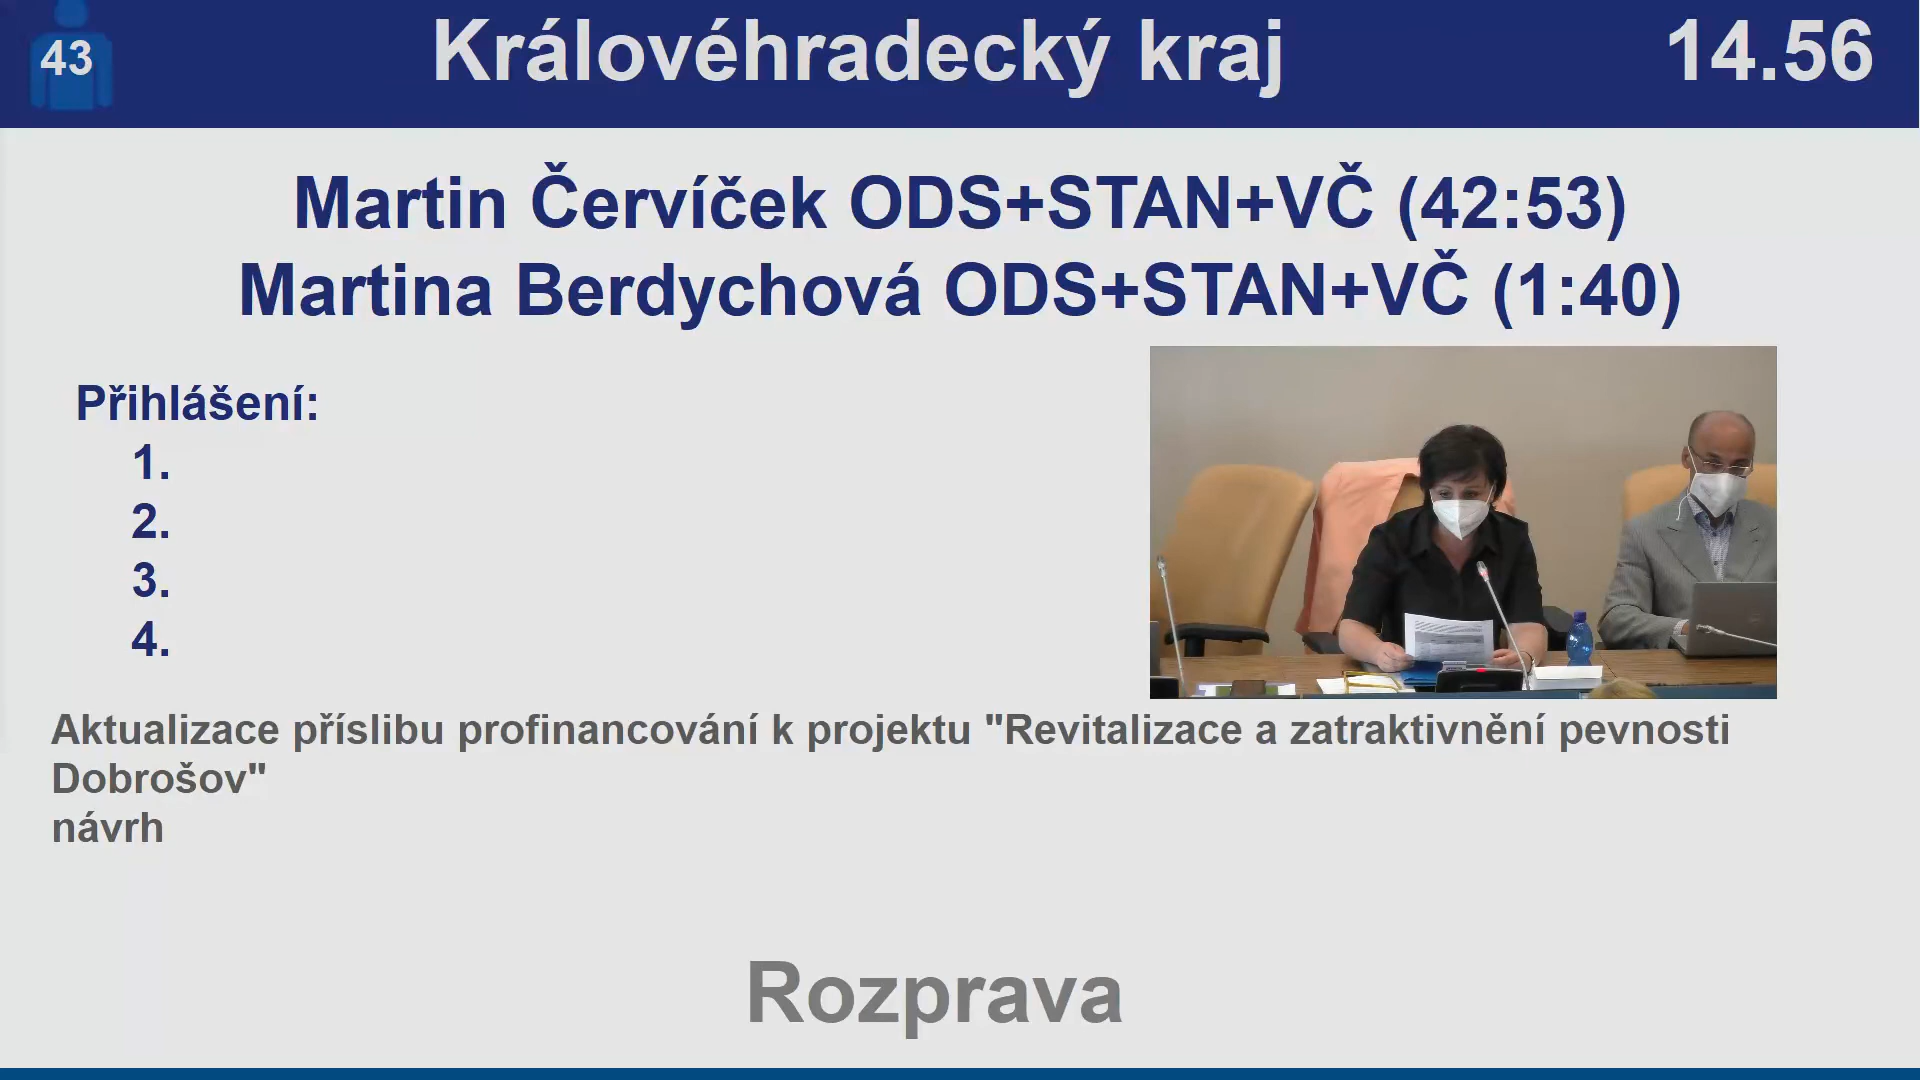 43
Královéhradecký kraj
14.56
Martin Červíček ODS+STAN+VČ (42:53)
Martina Berdychová ODS+STAN+VČ (1:40)
Přihlášení:
1.
2.
3.
4.
Aktualizace příslibu profinancování k projektu "Revitalizace a zatraktivnění pevnosti
Dobrošov"
návrh
Rozprava